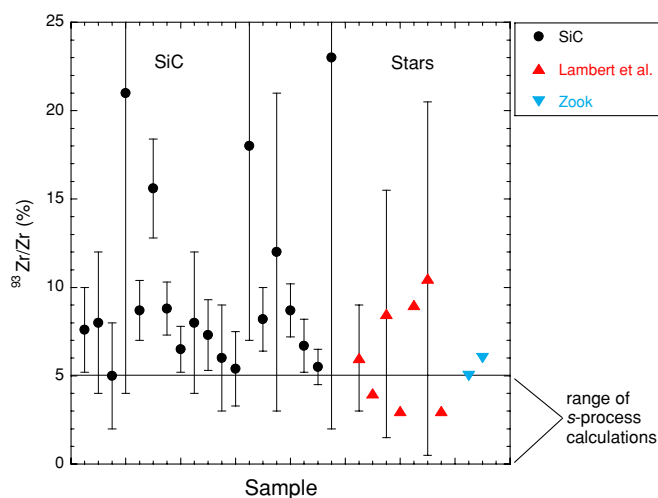 25
20
15
10
5
0
93Zr/Zr (%)
SiC
Stars
Sample
SiC
Lambert et al.
Zook
range of
s-process
calculations